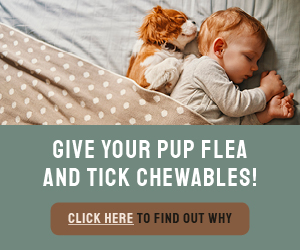 GIVE YOUR PUP FLEA
AND TICK CHEWABLES!
CLICK HERE TO FIND OUT WHY